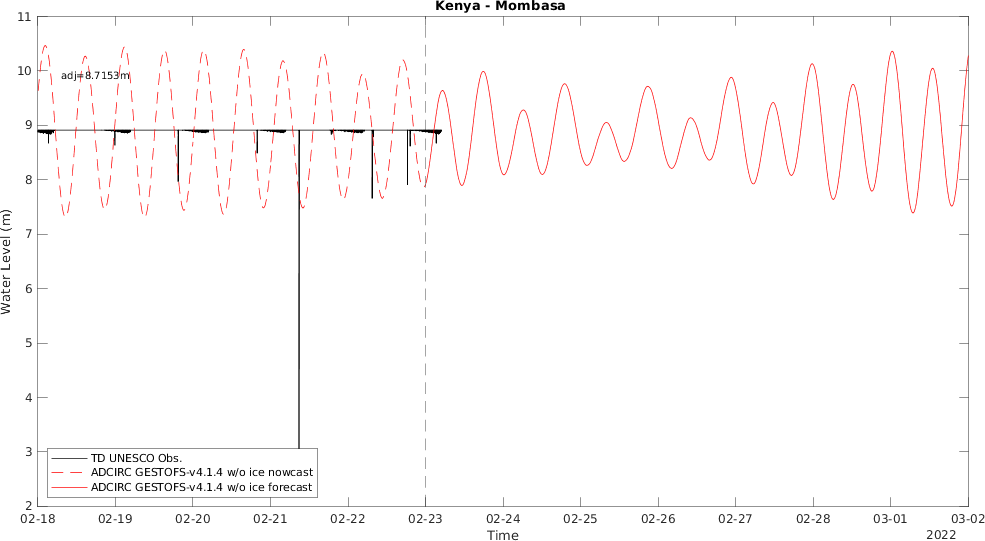 Kenya - Mombasa
11
10
9
8
7
6
5
4
3
2
adj=8.7153m
Water Level (m)
TD UNESCO Obs.
ADCIRC GESTOFS-v4.1.4 w/o ice nowcast
ADCIRC GESTOFS-v4.1.4 w/o ice forecast
02-18 02-19 02-20 02-21 02-22 02-23 02-24 02-25 02-26 02-27 02-28 03-01 03-02
Time
2022